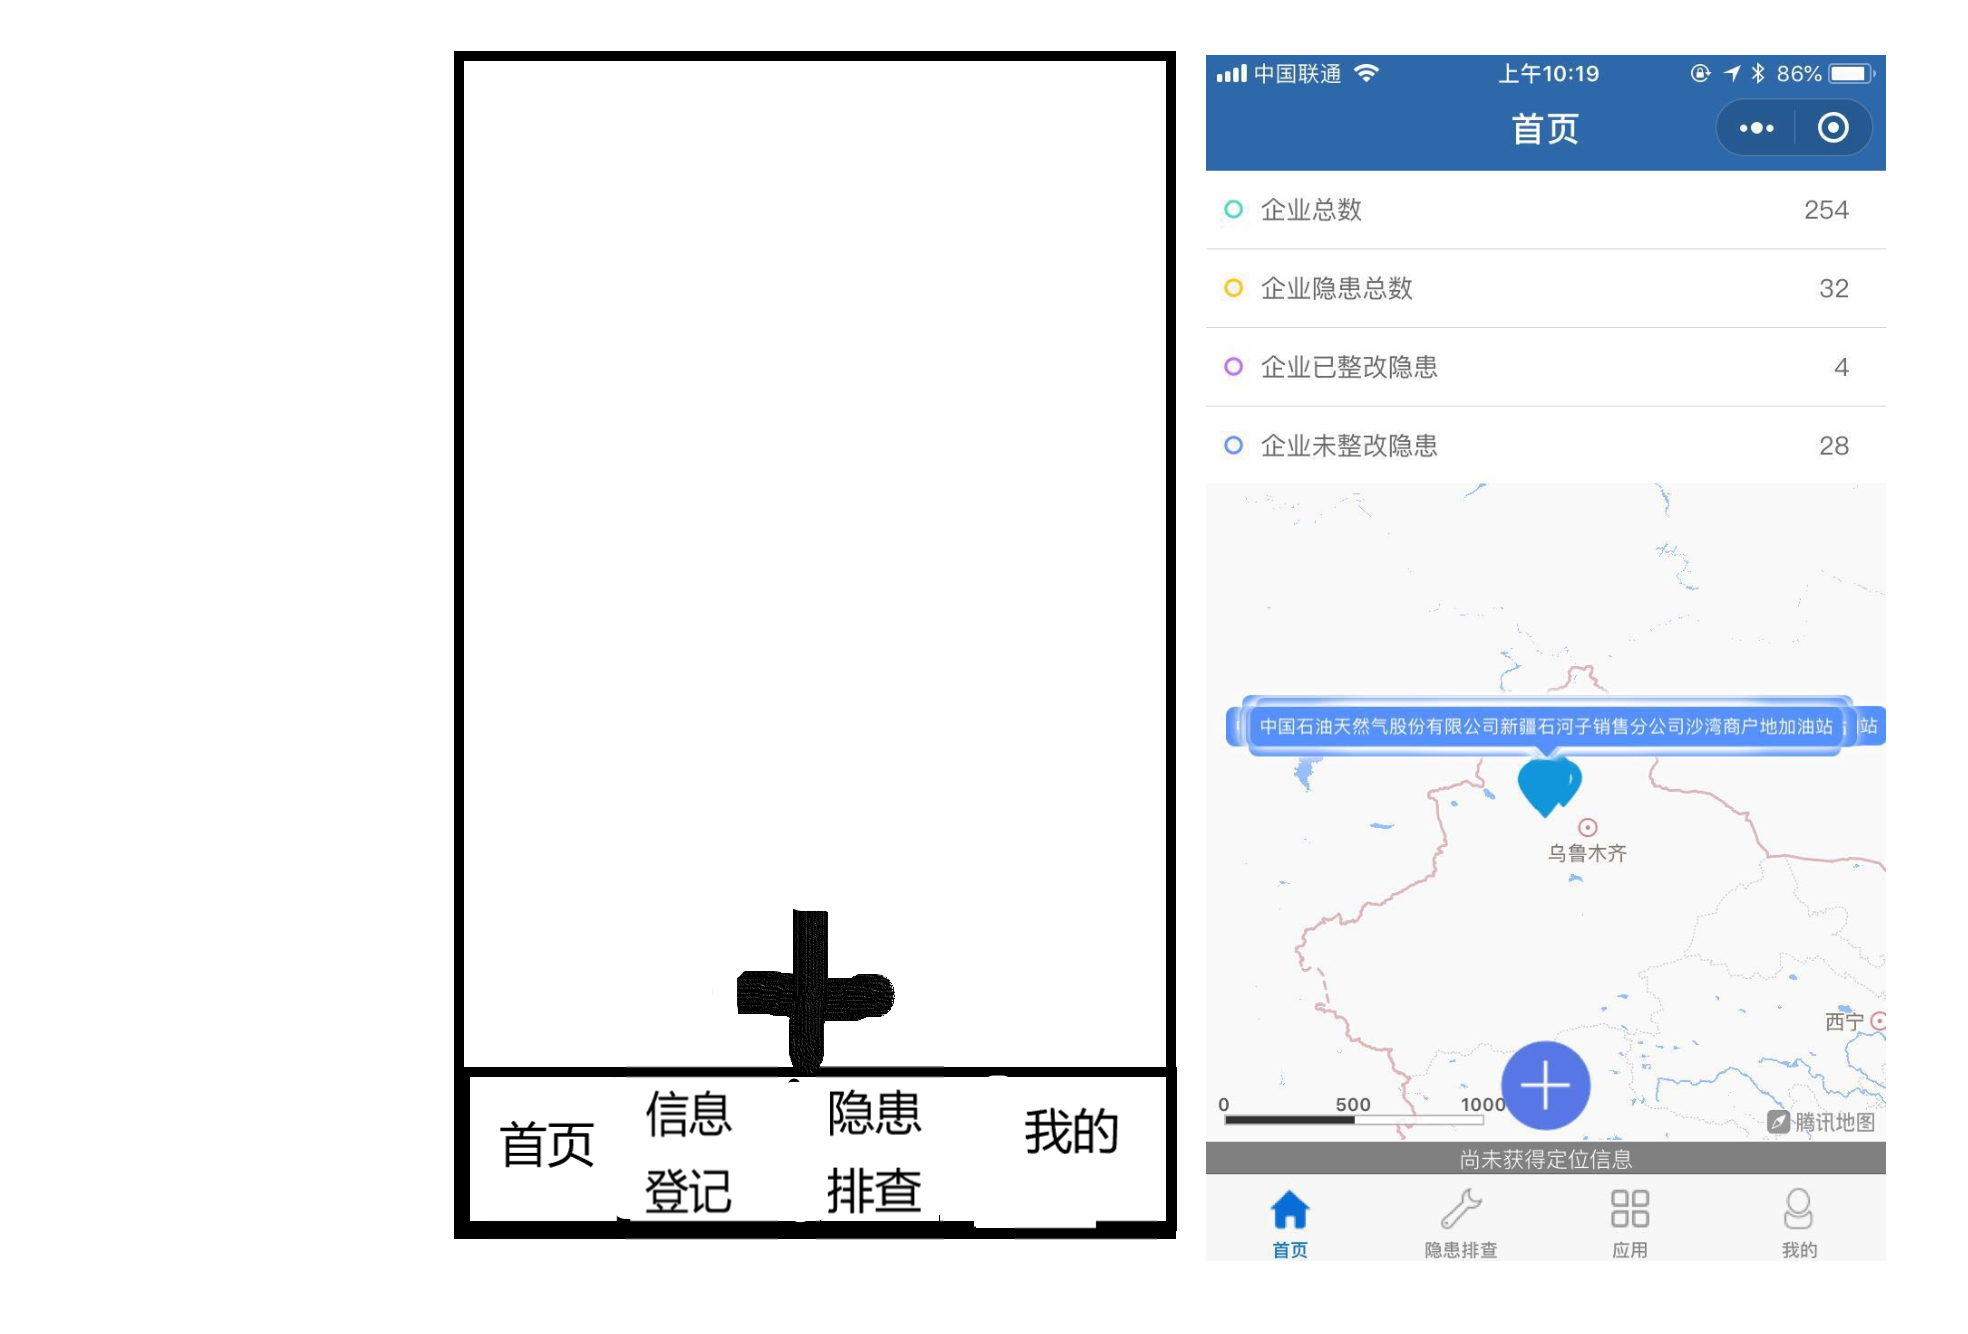 首页
信息
登记
隐患
排查
我的
中国联通
上午10:19
86%
首页
企业总数
254
企业隐患总数
32
企业已整改隐患
4
企业未整改隐患
28
中国石油天然气股份有限公司新疆石河子销售分公司沙湾商户地加油站
站
乌鲁木齐
西宁
0
500
1000
腾讯地图
尚未获得定位信息
首页
隐患排查
应用
我的